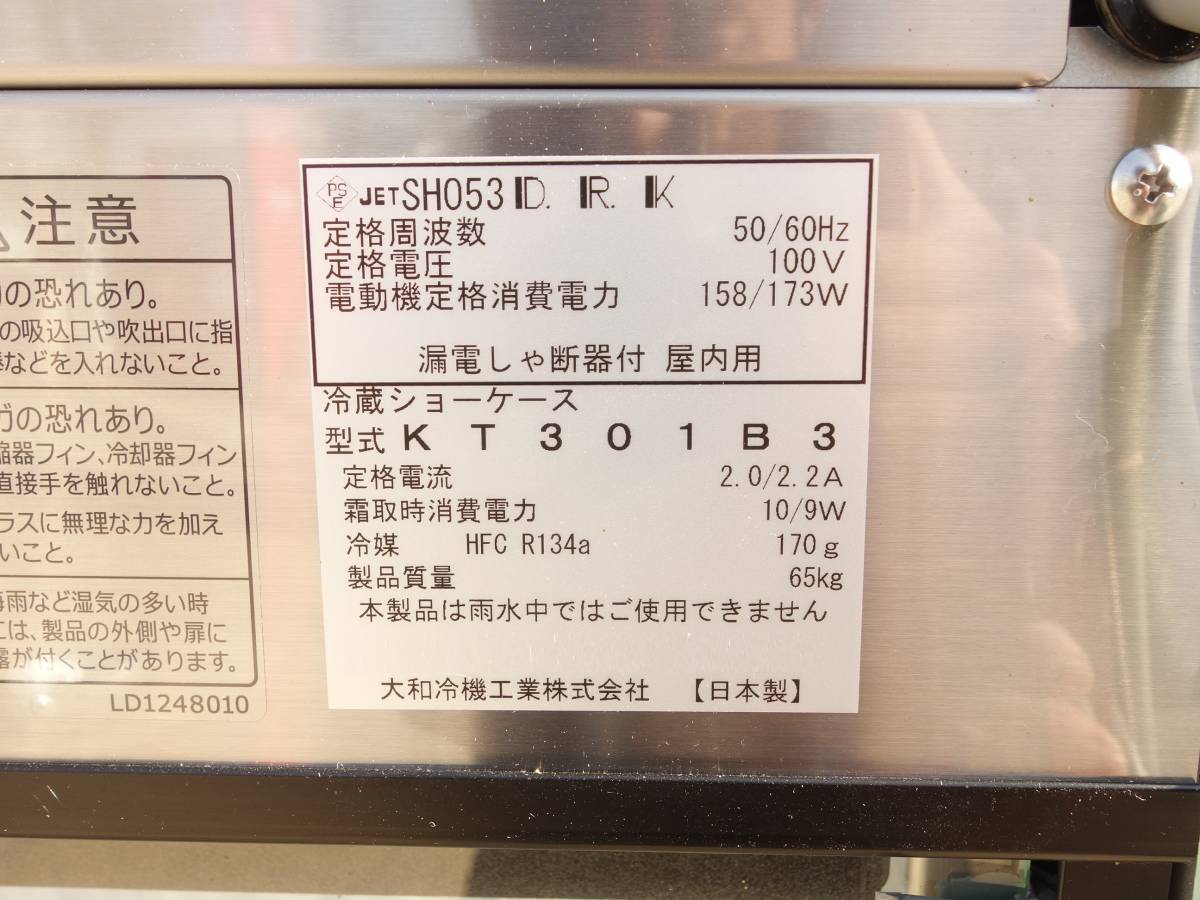 注意
の恐れあり。
の吸込口や吹出口に指
などを入れないこと。
ガの恐れあり。
縮器フィン、冷却器フィン
直接手を触れないこと。
ラスに無理な力を加え
いこと。
雨など湿気の多い時
には、製品の外側や扉に
露が付くことがあります。
LD1248010
PSE JET SH053 D. R. K
定格周波数 50/60Hz
定格電圧 100V
電動機定格消費電力 158/173W
漏電しゃ断器付 屋内用
冷蔵ショーケース
型式 KT301B3
定格電流 2.0/2.2A
霜取時消費電力 10/9W
冷媒 HFC R134a 170g
製品質量 65kg
本製品は雨水中ではご使用できません
大和冷機工業株式会社 【日本製】